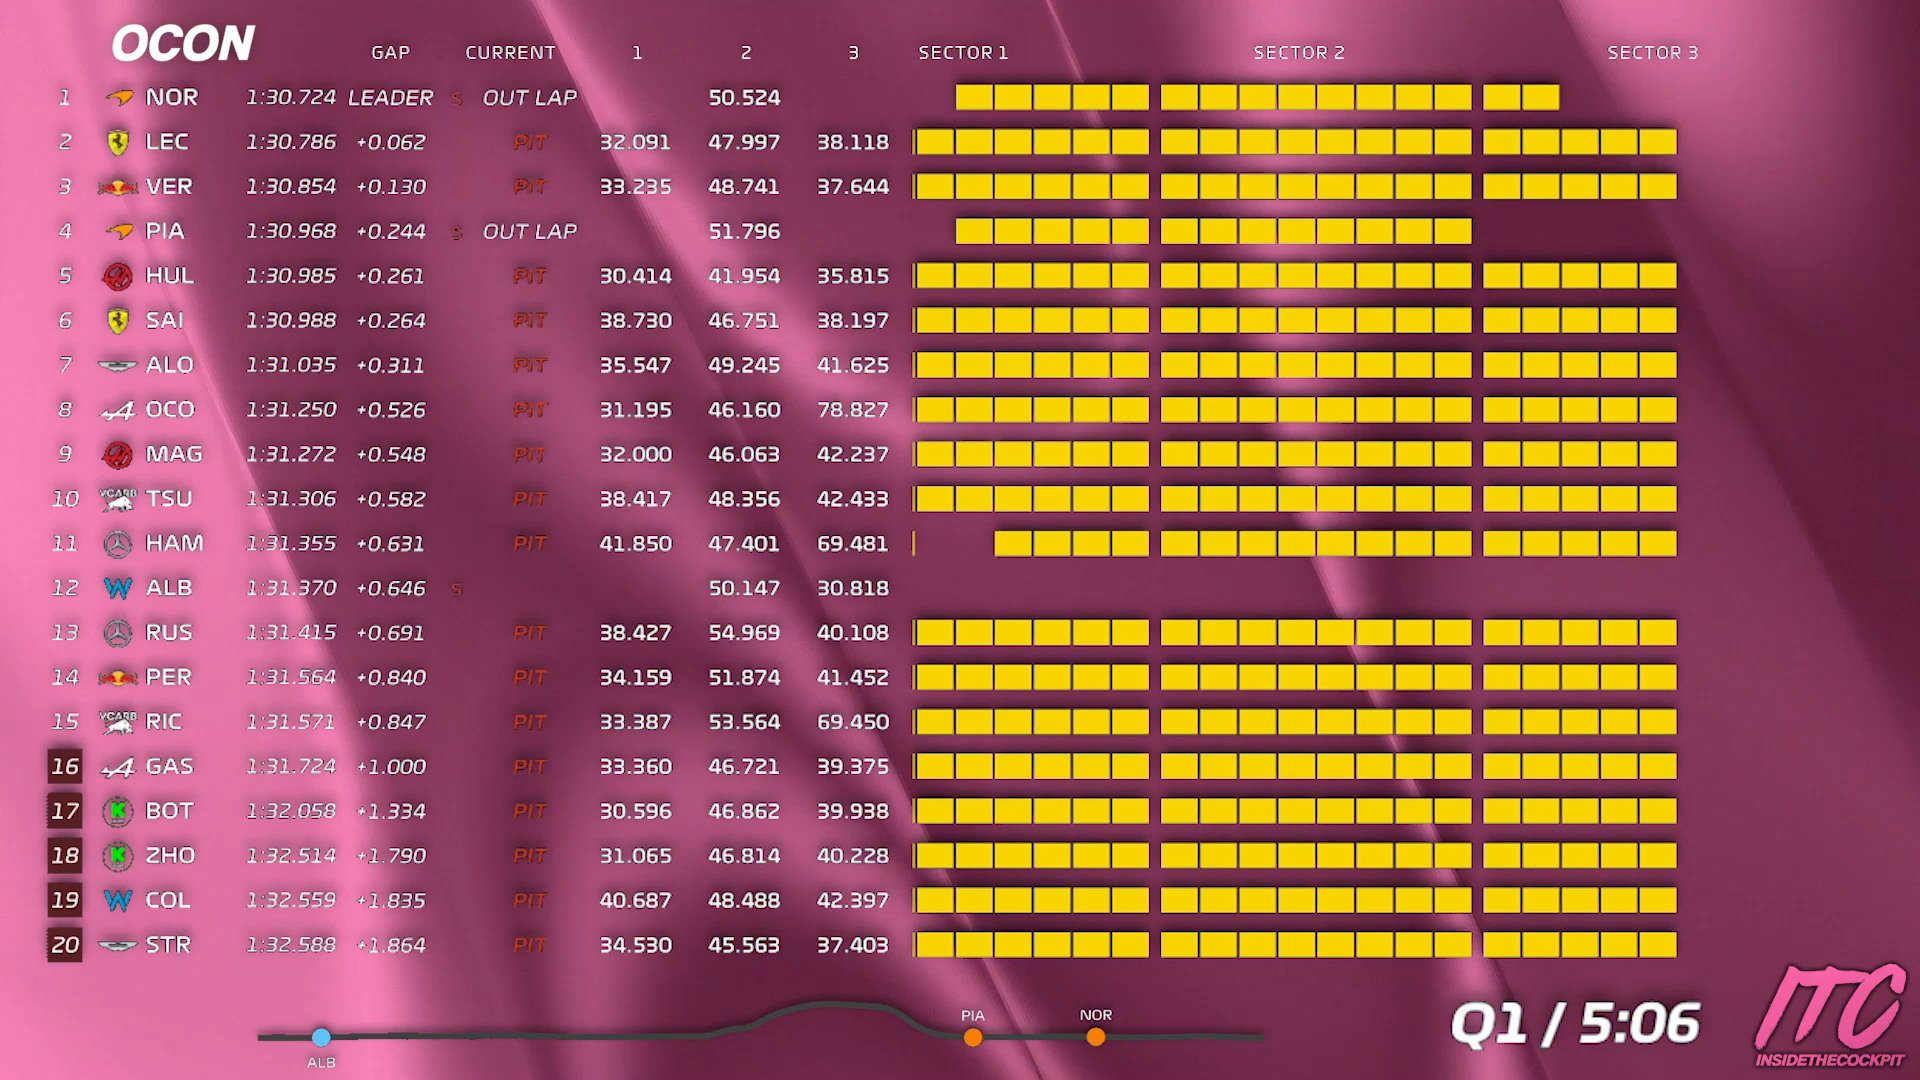 OCON GAP CURRENT 1 2 3 SECTOR 1 SECTOR 2 SECTOR 3
1 NOR 1:30.724 LEADER S OUT LAP 50.524
2 LEC 1:30.786 +0.062 PIT 32.091 47.997 38.118
3 VER 1:30.854 +0.130 PIT 33.235 48.741 37.644
4 PIA 1:30.968 +0.244 S OUT LAP 51.796
5 HUL 1:30.985 +0.261 PIT 30.414 41.954 35.815
6 SAI 1:30.988 +0.264 PIT 38.730 46.751 38.197
7 ALO 1:31.035 +0.311 PIT 35.547 49.245 41.625
8 OCO 1:31.250 +0.526 PIT 31.195 46.160 78.827
9 MAG 1:31.272 +0.548 PIT 32.000 46.063 42.237
10 VCARB TSU 1:31.306 +0.582 PIT 38.417 48.356 42.433
11 HAM 1:31.355 +0.631 PIT 41.850 47.401 69.481
12 W ALB 1:31.370 +0.646 S 50.147 30.818
13 RUS 1:31.415 +0.691 PIT 38.427 54.969 40.108
14 PER 1:31.564 +0.840 PIT 34.159 51.874 41.452
15 VCARB RIC 1:31.571 +0.847 PIT 33.387 53.564 69.450
16 GAS 1:31.724 +1.000 PIT 33.360 46.721 39.375
17 K BOT 1:32.058 +1.334 PIT 30.596 46.862 39.938
18 K ZHO 1:32.514 +1.790 PIT 31.065 46.814 40.228
19 W COL 1:32.559 +1.835 PIT 40.687 48.488 42.397
20 STR 1:32.588 +1.864 PIT 34.530 45.563 37.403
PIA NOR
ALB
Q1 / 5:06
ITC
INSIDETHECOCKPIT